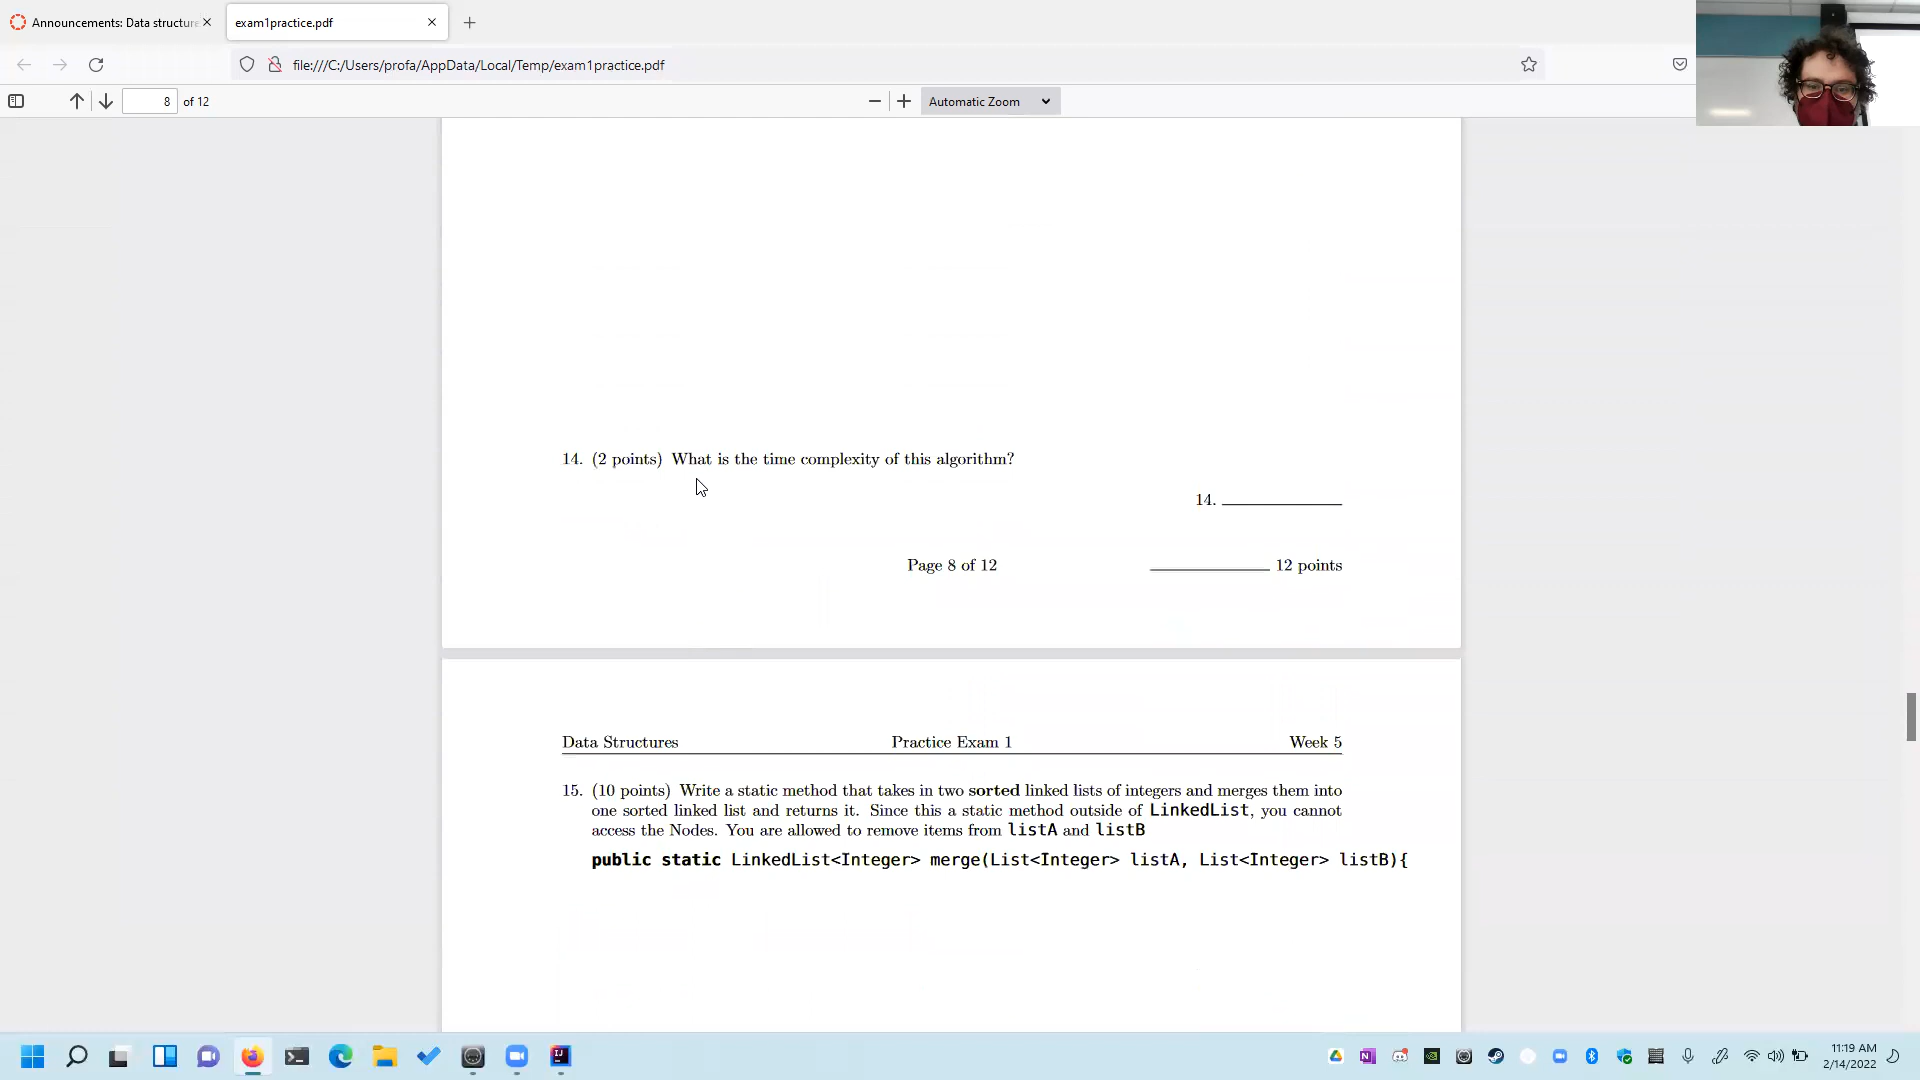 Announcements: Data structure
exam1practice.pdf
file:///C:/Users/profa/AppData/Local/Temp/exam1practice.pdf
8 of 12
Automatic Zoom
14. (2 points) What is the time complexity of this algorithm?
14.
Page 8 of 12
12 points
Data Structures
Practice Exam 1
Week 5
15. (10 points) Write a static method that takes in two sorted linked lists of integers and merges them into
one sorted linked list and returns it. Since this a static method outside of LinkedList, you cannot
access the Nodes. You are allowed to remove items from listA and listB
public static LinkedList<Integer> merge(List<Integer> listA, List<Integer> listB){
11:19 AM
2/14/2022